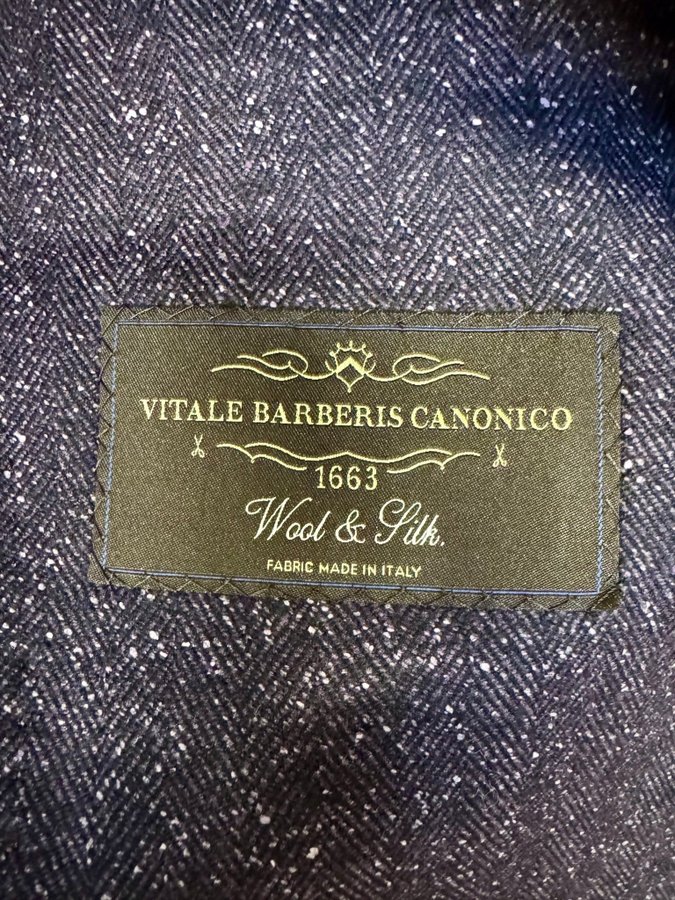 VITALE BARBERIS CANONICO
1663
Wool & Silk.
FABRIC MADE IN ITALY